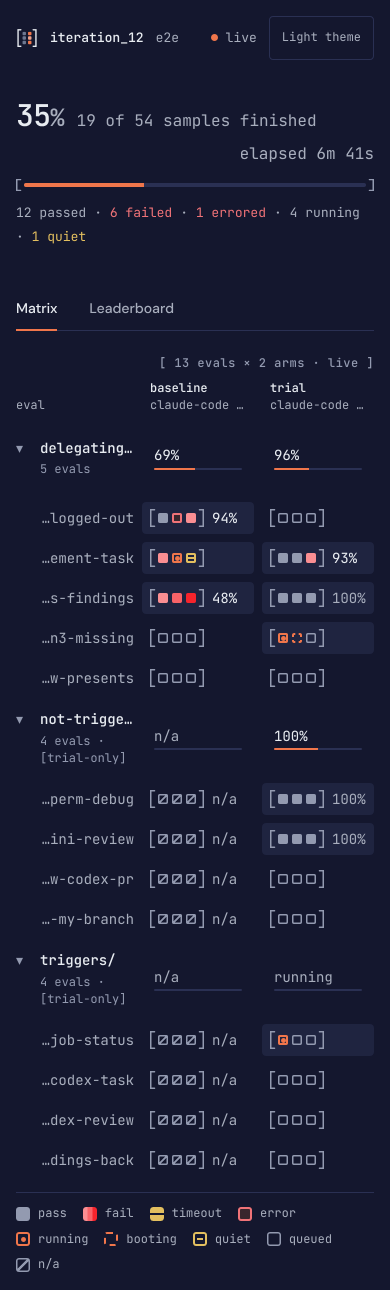 iteration_12 e2e live Light theme
35% 19 of 54 samples finished
elapsed 6m 41s
12 passed · 6 failed · 1 errored · 4 running
· 1 quiet
Matrix Leaderboard
[ 13 evals × 2 arms · live ]
baseline trial
eval claude-code … claude-code …
delegating… 69% 96%
5 evals
…logged-out 94%
…ement-task 93%
…s-findings 48% 100%
…n3-missing
…w-presents
not-trigge… n/a 100%
4 evals ·
[trial-only]
…perm-debug n/a 100%
…ini-review n/a 100%
…w-codex-pr n/a
…-my-branch n/a
triggers/ n/a running
4 evals ·
[trial-only]
…job-status n/a
…codex-task n/a
…dex-review n/a
…dings-back n/a
pass fail timeout error
running booting quiet queued
n/a